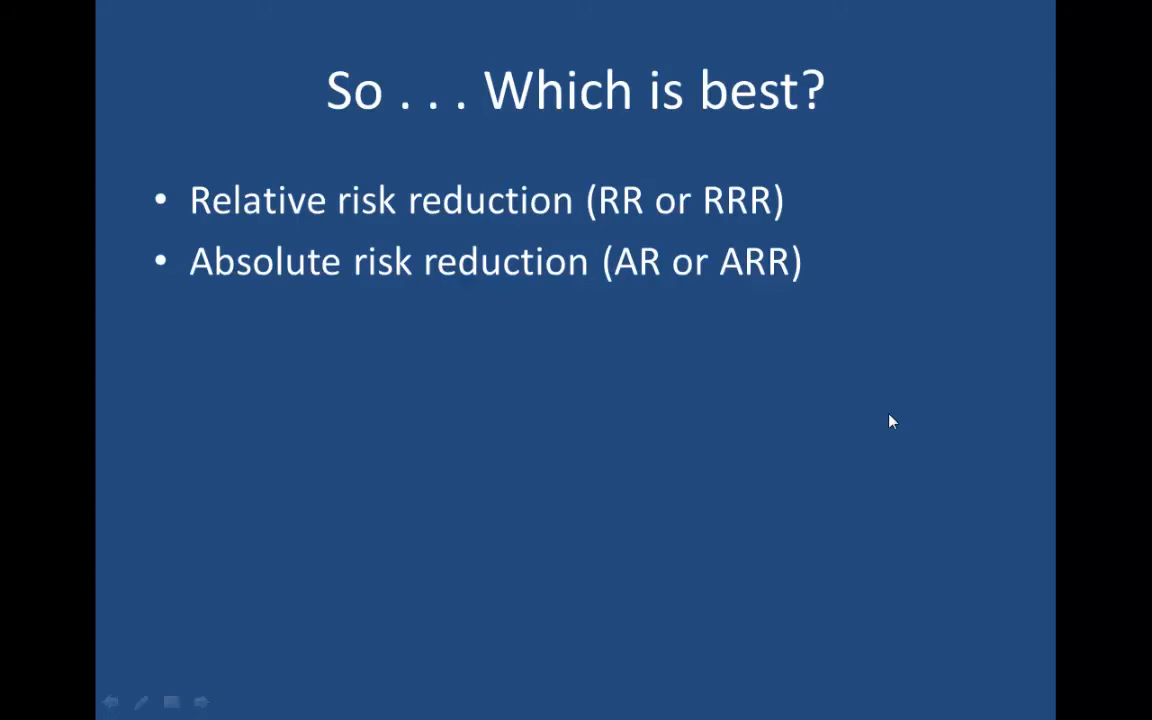 So . . . Which is best?
• Relative risk reduction (RR or RRR)
• Absolute risk reduction (AR or ARR)